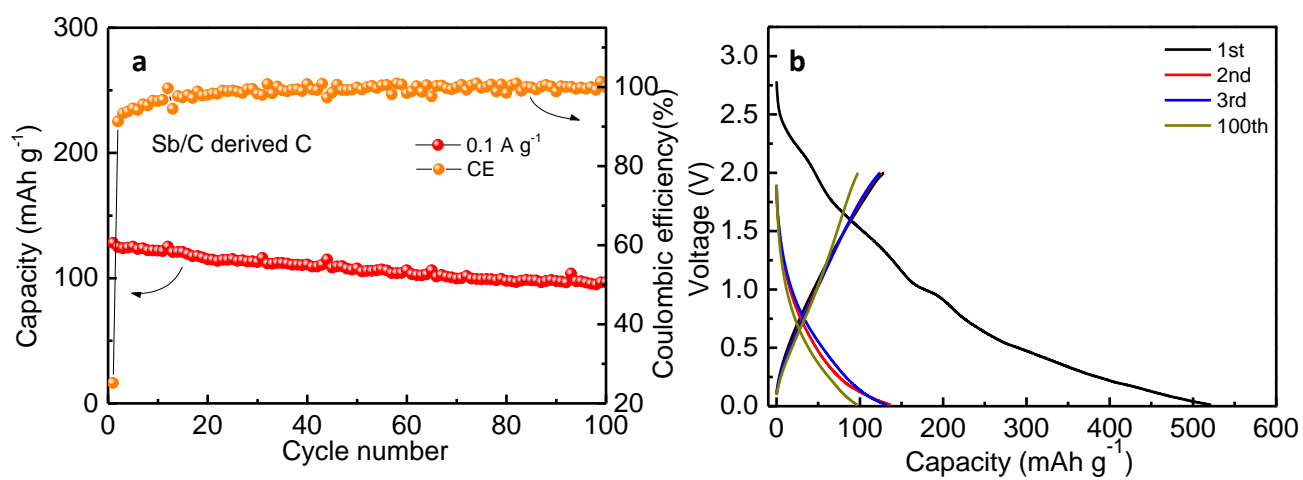 a
Sb/C derived C
0.1 A g⁻¹
CE
300
200
100
0
Capacity (mAh g⁻¹)
100
80
60
40
20
Coulombic efficiency(%)
0 20 40 60 80 100
Cycle number
b
1st
2nd
3rd
100th
3.0
2.5
2.0
1.5
1.0
0.5
0.0
Voltage (V)
0 100 200 300 400 500 600
Capacity (mAh g⁻¹)